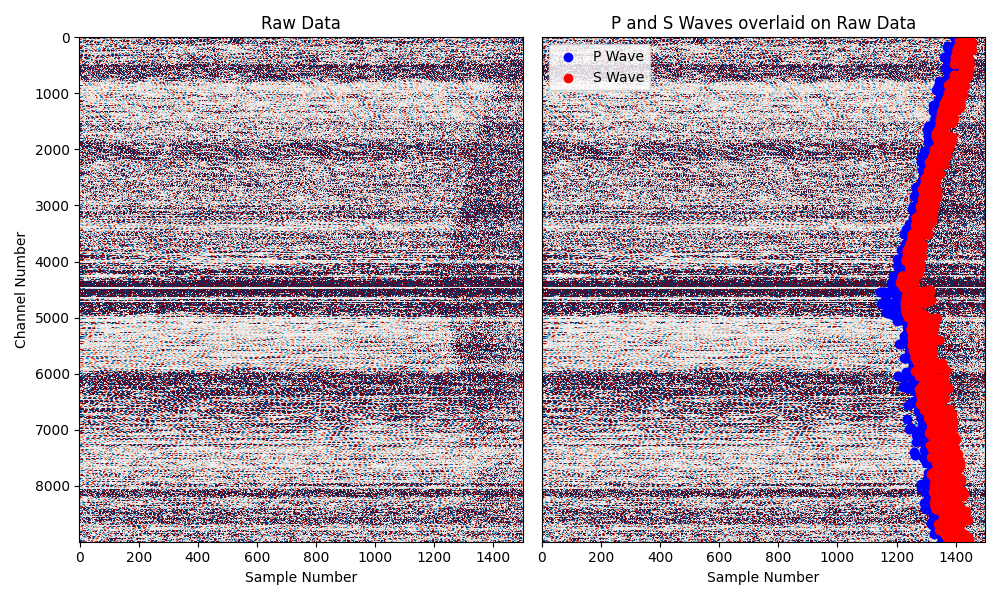 Raw Data
P and S Waves overlaid on Raw Data
P Wave
S Wave
Channel Number
0
1000
2000
3000
4000
5000
6000
7000
8000
0 200 400 600 800 1000 1200 1400
0 200 400 600 800 1000 1200 1400
Sample Number
Sample Number